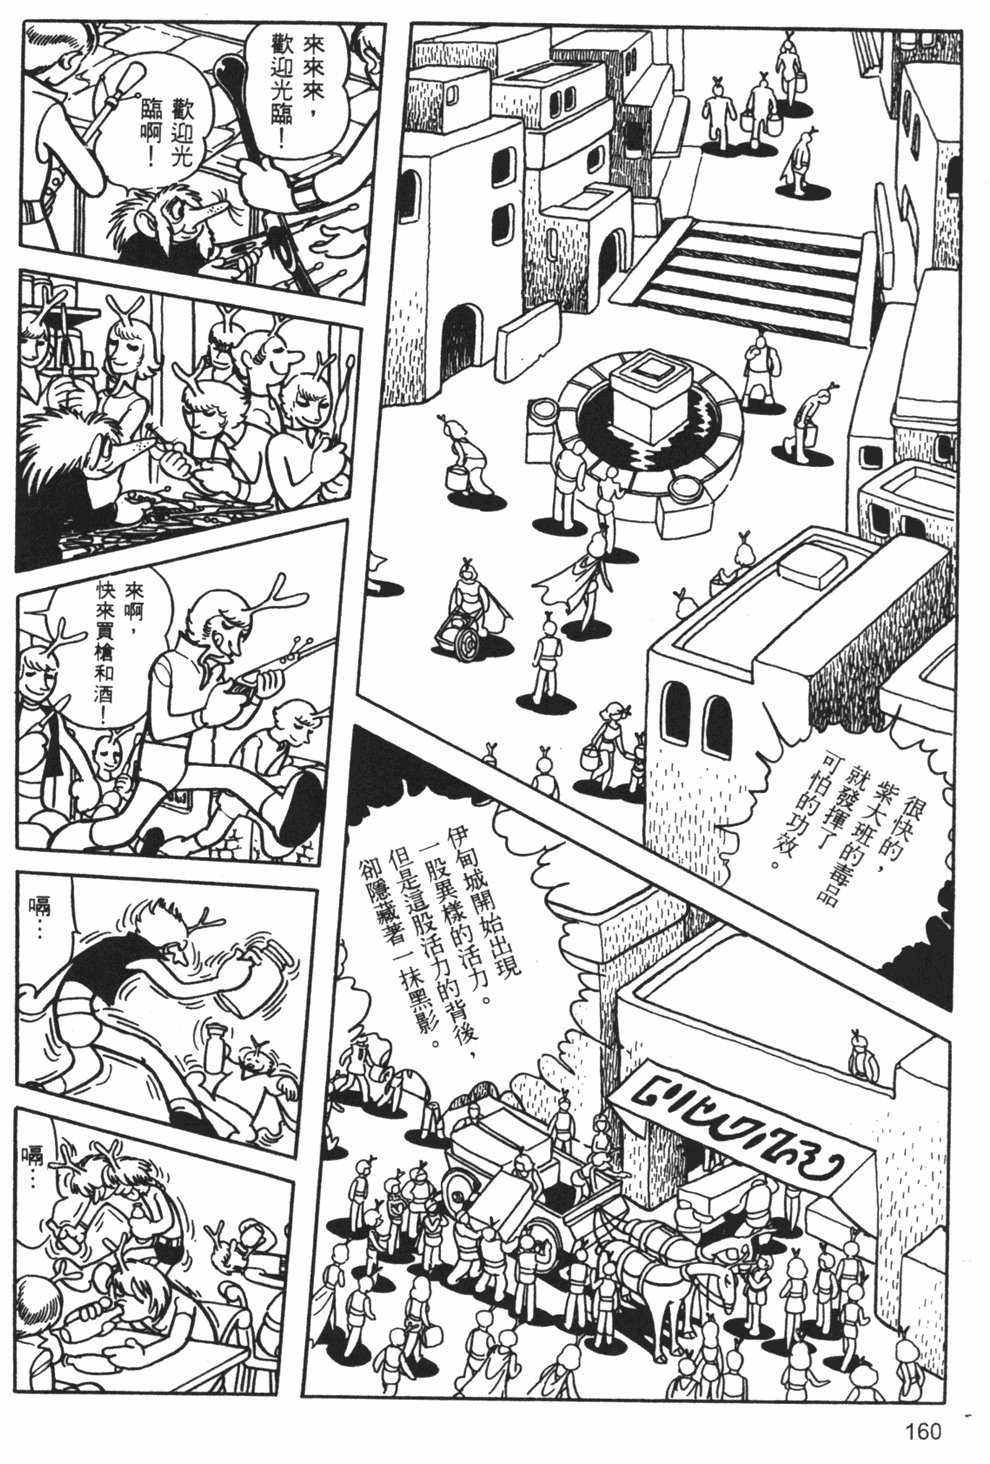 很快的，
紫大班的毒品
就發揮了
可怕的功效。
伊甸城開始出現
一股異樣的活力。
但是這股活力的背後，
卻隱藏著一抹黑影。
來來來，
歡迎光臨！
歡迎光
臨啊！
來啊，
快來買槍和酒！
嗝…
嗝…
160